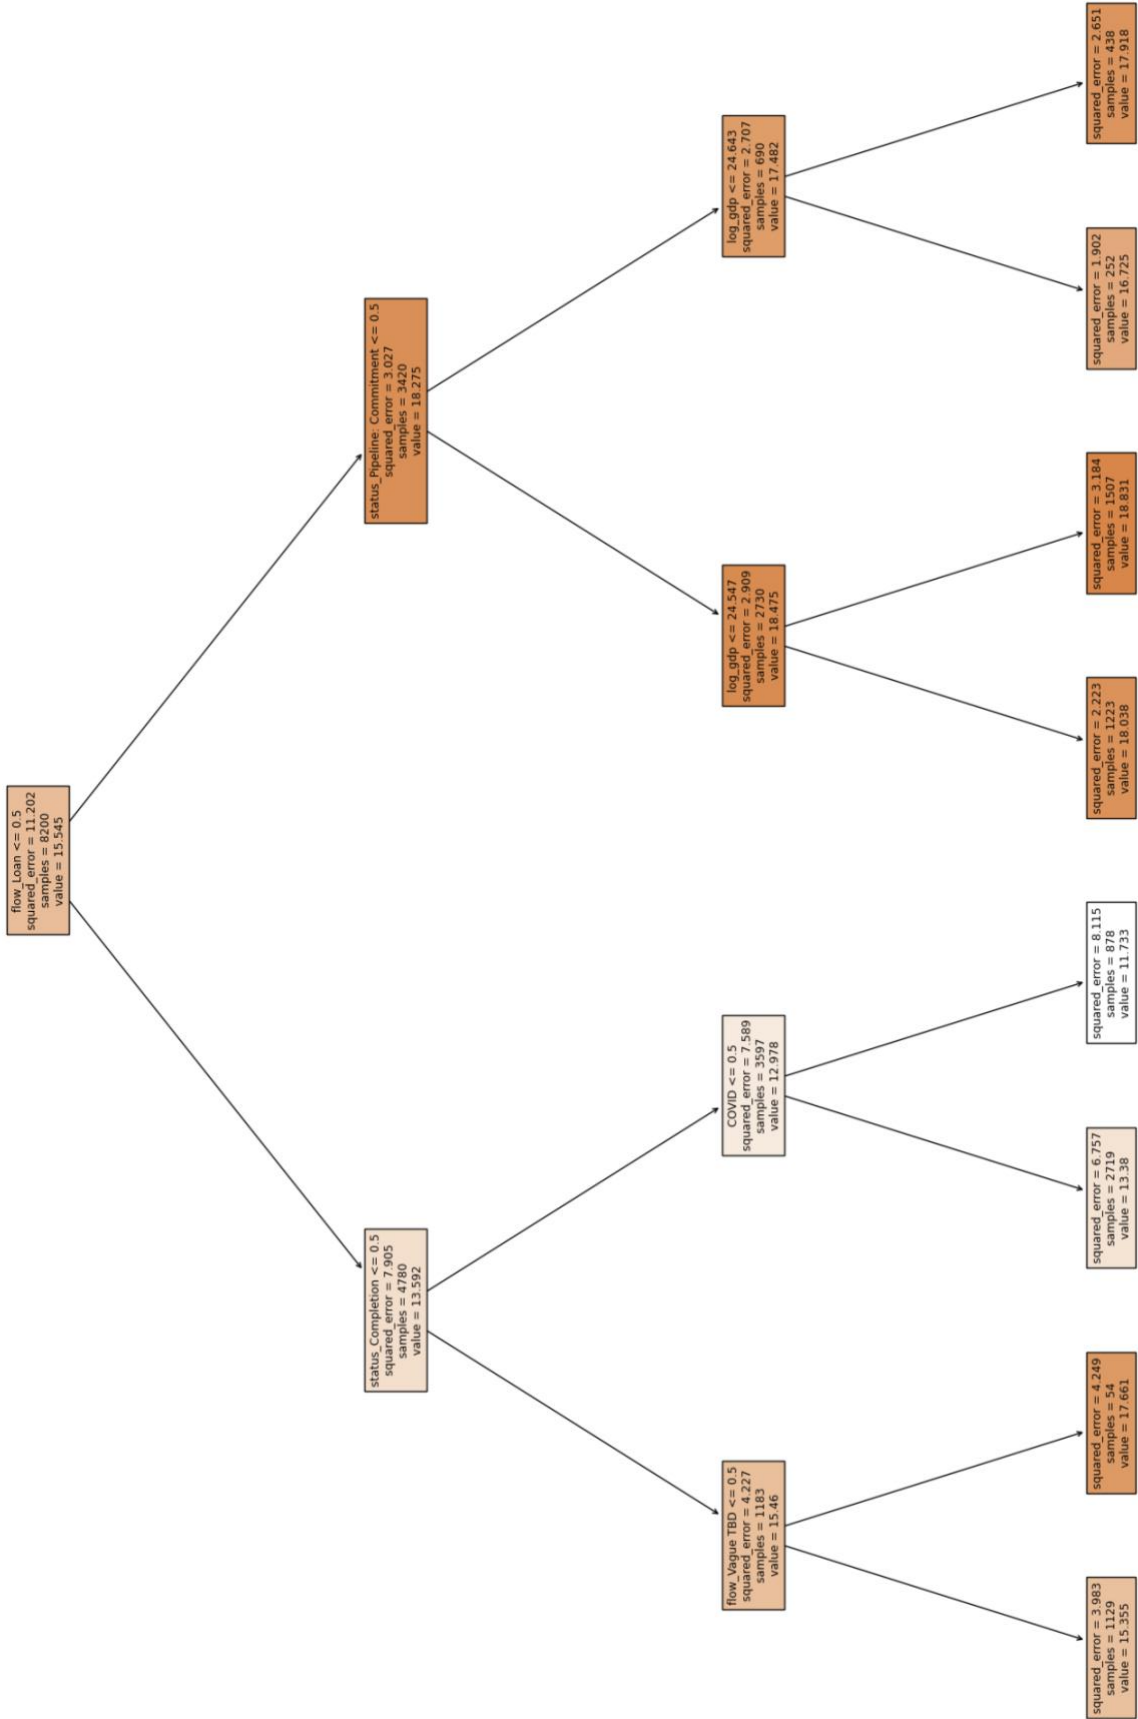 flow_Loan <= 0.5
squared_error = 11.202
samples = 8200
value = 15.545
status_Completion <= 0.5
squared_error = 7.905
samples = 4780
value = 13.592
status_Pipeline: Commitment <= 0.5
squared_error = 3.027
samples = 3420
value = 18.275
flow_Vague TBD <= 0.5
squared_error = 4.227
samples = 1183
value = 15.46
COVID <= 0.5
squared_error = 7.589
samples = 3597
value = 12.978
log_gdp <= 24.547
squared_error = 2.909
samples = 2730
value = 18.475
log_gdp <= 24.643
squared_error = 2.707
samples = 690
value = 17.482
squared_error = 3.983
samples = 1129
value = 15.355
squared_error = 4.249
samples = 54
value = 17.661
squared_error = 6.757
samples = 2719
value = 13.38
squared_error = 8.115
samples = 878
value = 11.733
squared_error = 2.223
samples = 1223
value = 18.038
squared_error = 3.184
samples = 1507
value = 18.831
squared_error = 1.902
samples = 252
value = 16.725
squared_error = 2.651
samples = 438
value = 17.918